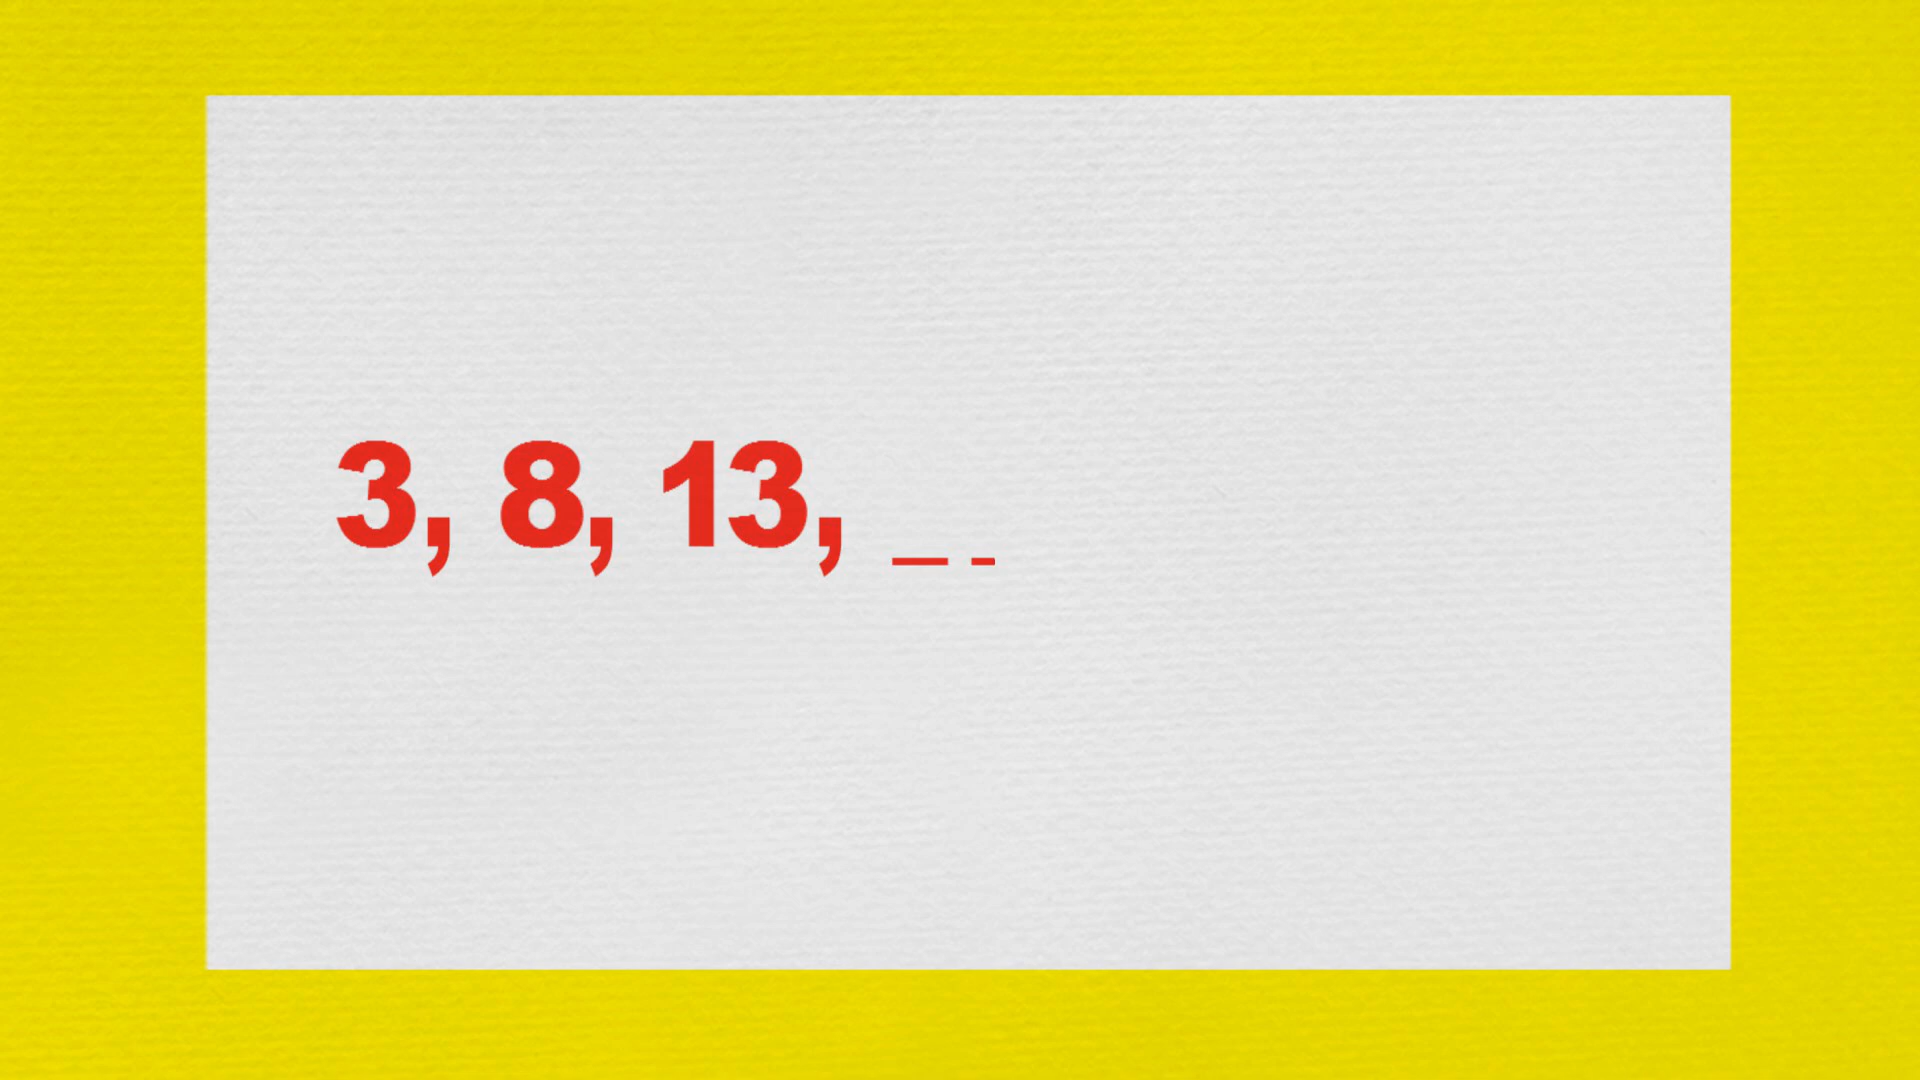 3, 8, 13, _ _